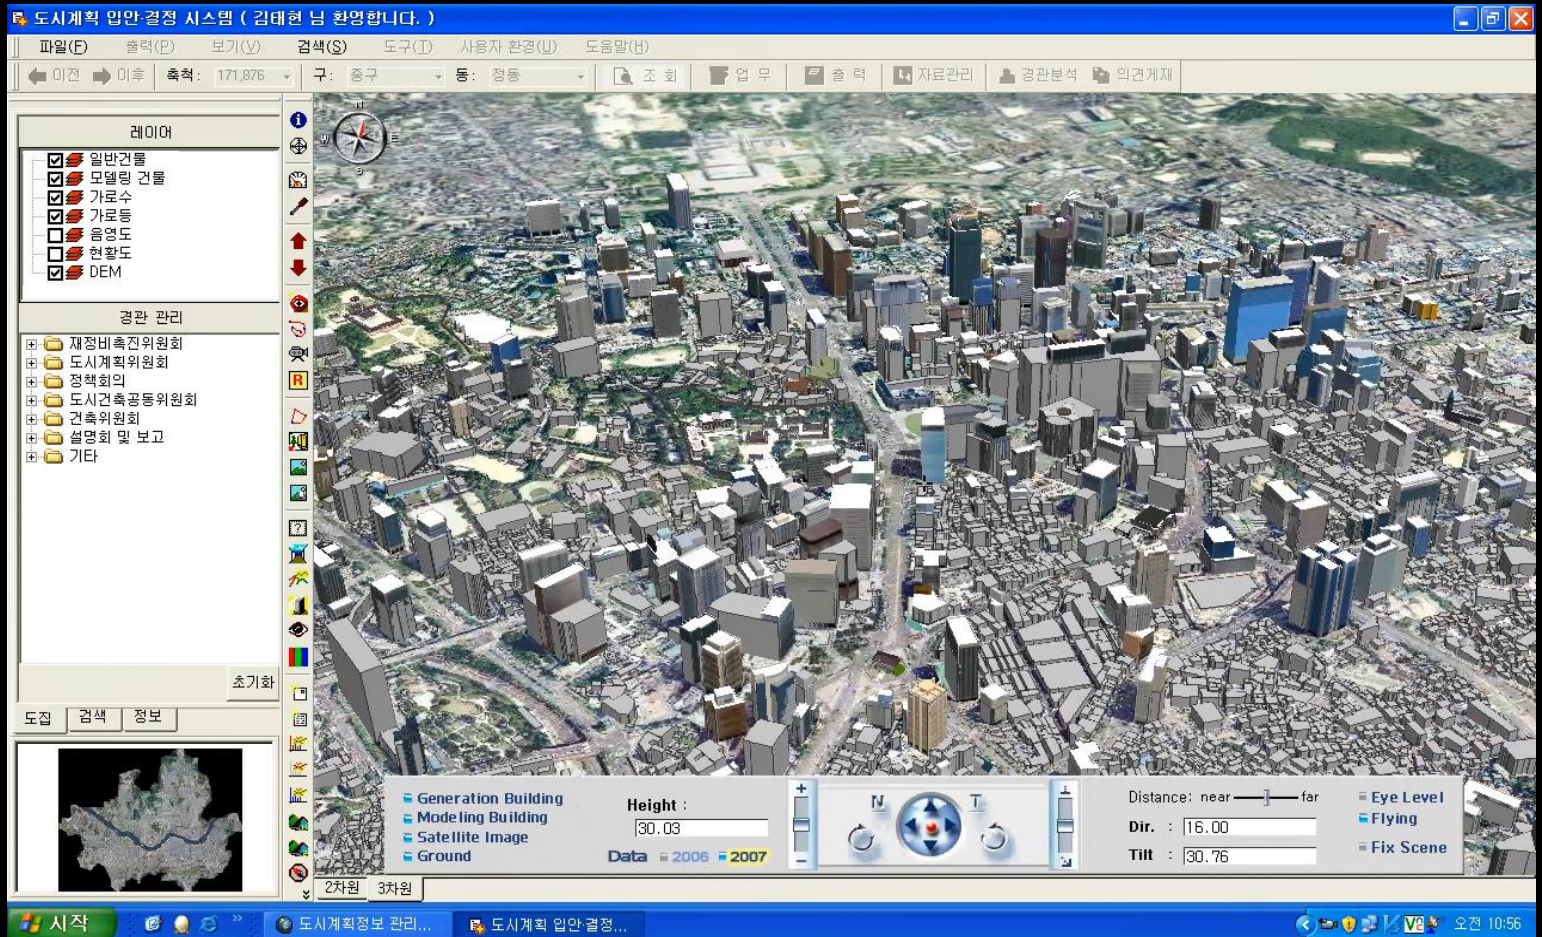 도시계획 입안·결정 시스템 ( 김태현 님 환영합니다. )
파일(F) 출력(P) 보기(V) 검색(S) 도구(T) 사용자 환경(U) 도움말(H)
이전 이후 축척: 171,876 구: 중구 동: 정동 조 회 업 무 출 력 자료관리 경관분석 의견게재
레이어
일반건물
모델링 건물
가로수
가로등
음영도
현황도
DEM
경관 관리
재정비촉진위원회
도시계획위원회
정책회의
도시건축공동위원회
건축위원회
설명회 및 보고
기타
초기화
도집 검색 정보
N
W E
S
R
Generation Building
Modeling Building
Satellite Image
Ground
Height :
30.03
Data 2006 2007
N T
Distance: near far
Dir. : 16.00
Tilt : 30.76
Eye Level
Flying
Fix Scene
2차원 3차원
시작 도시계획정보 관리... 도시계획 입안·결정... 오전 10:56